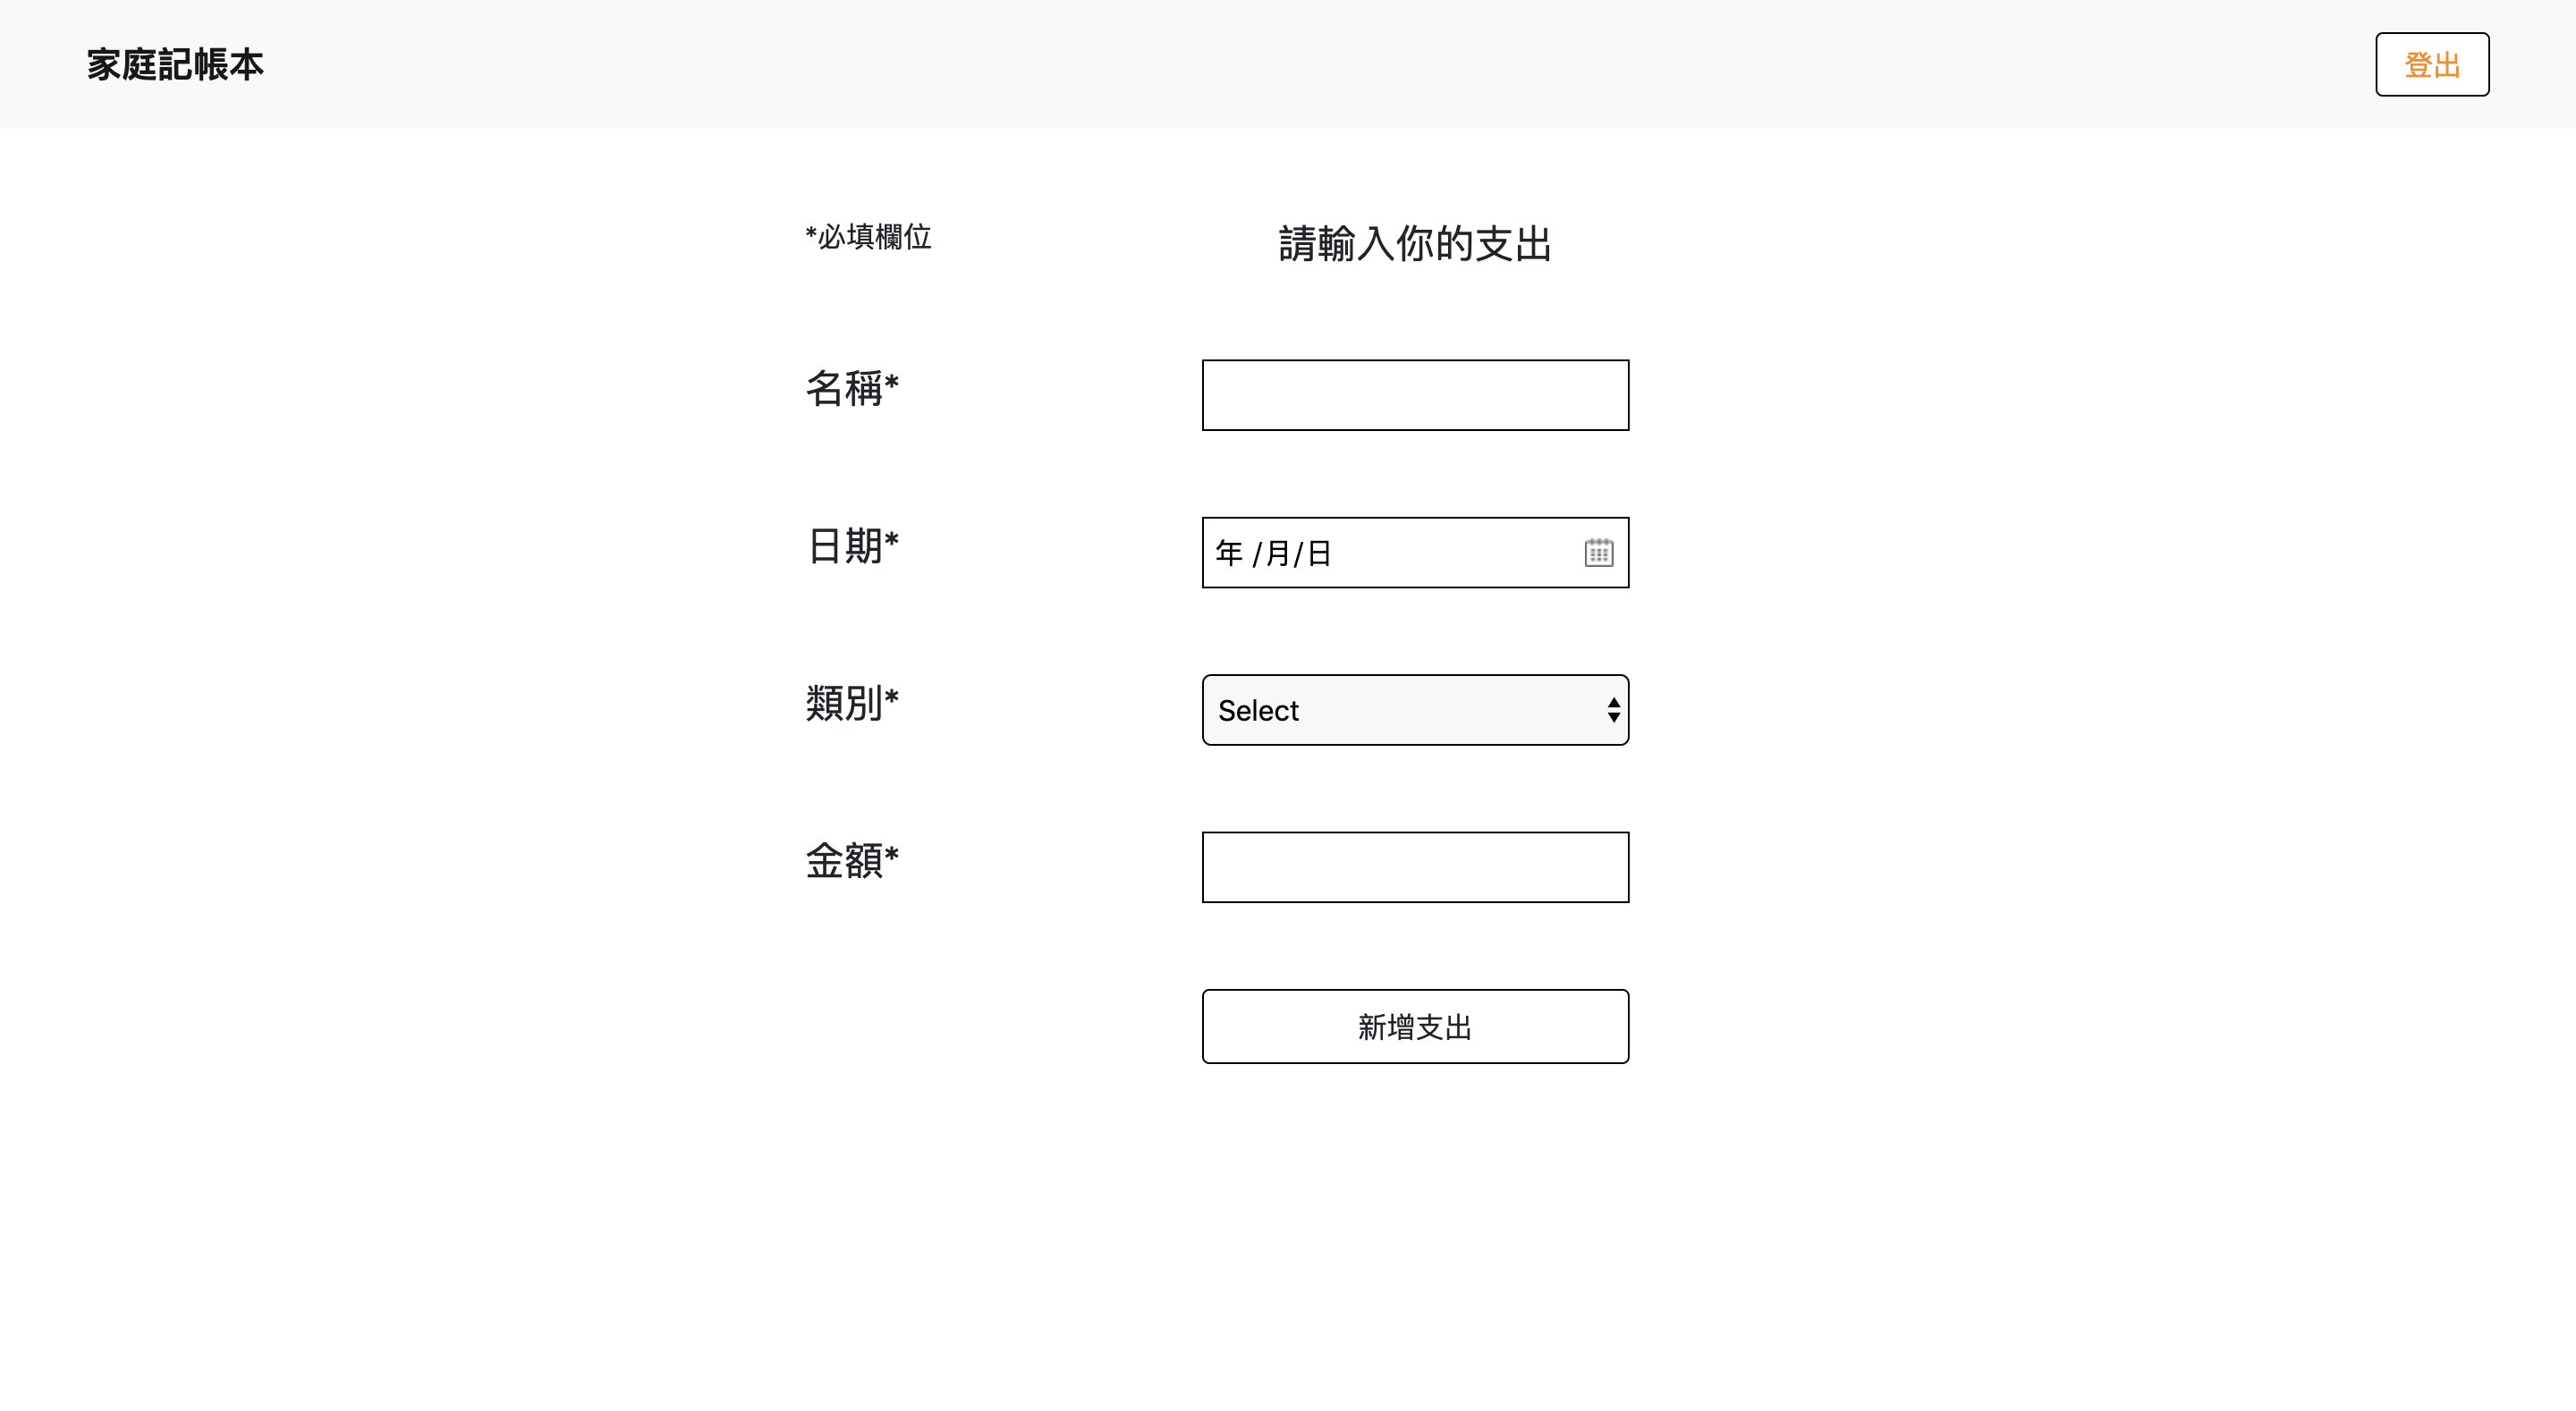 家庭記帳本
登出
*必填欄位
請輸入你的支出
名稱*
日期*
年 /月/日
類別*
Select
金額*
新增支出